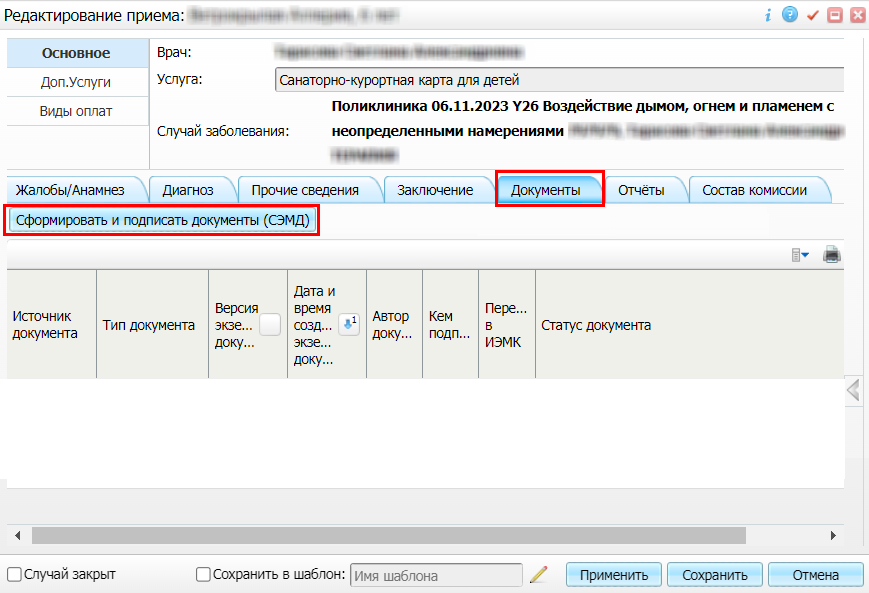 Редактирование приема:
Основное
Доп.Услуги
Виды оплат
Врач:
Услуга:
Санаторно-курортная карта для детей
Случай заболевания:
Поликлиника 06.11.2023 Y26 Воздействие дымом, огнем и пламенем с
неопределенными намерениями
Жалобы/Анамнез
Диагноз
Прочие сведения
Заключение
Документы
Отчёты
Состав комиссии
Сформировать и подписать документы (СЭМД)
Источник
документа
Тип документа
Версия
экзе...
доку...
Дата и
время
созд...
экзе...
доку...
1
Автор
доку...
Кем
подп...
Пере...
в
ИЭМК
Статус документа
Случай закрыт
Сохранить в шаблон:
Имя шаблона
Применить
Сохранить
Отмена